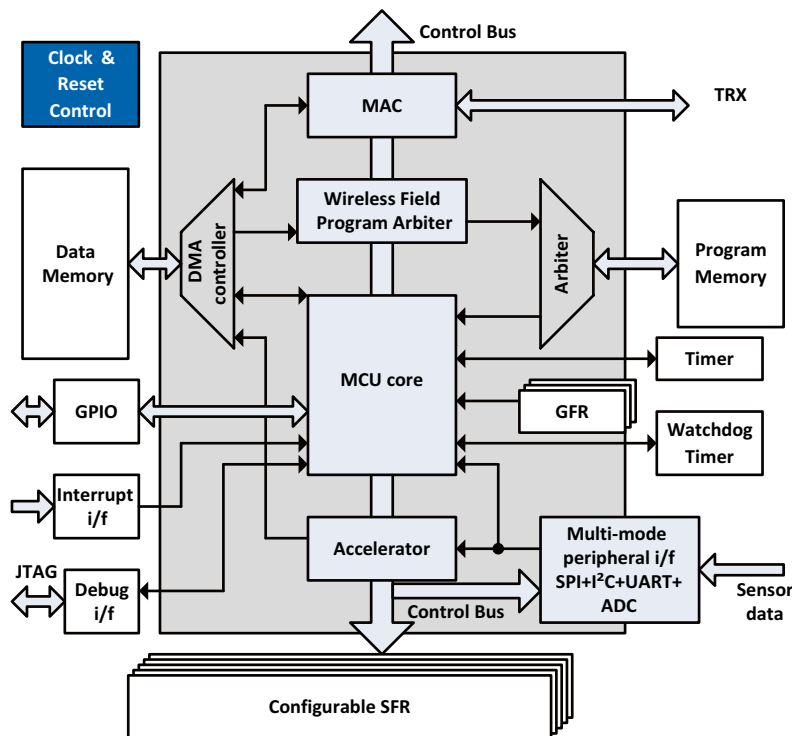 Control Bus
Clock &
Reset
Control
MAC
TRX
Wireless Field
Program Arbiter
Data
Memory
DMA
controller
Arbiter
Program
Memory
MCU core
Timer
GPIO
GFR
Watchdog
Timer
Interrupt
i/f
Accelerator
Multi-mode
peripheral i/f
SPI+I²C+UART+
ADC
JTAG
Debug
i/f
Control Bus
Sensor
data
Configurable SFR